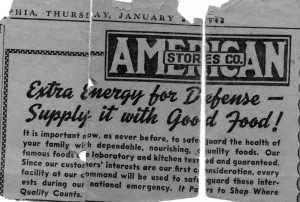 HIA, THURSDAY, JANUARY 1942
AMERICAN
STORES CO.
Extra Energy for Defense —
Supply it with Good Food!
It is important now, as never before, to safeguard the health of
your family with dependable, nourishing, quality foods. Our
famous foods laboratory and kitchen tested and guaranteed.
Since our customers' interests are our first consideration, every
facility at our command will be used to safeguard these inter-
ests during our national emergency. It Pays to Shop Where
Quality Counts.